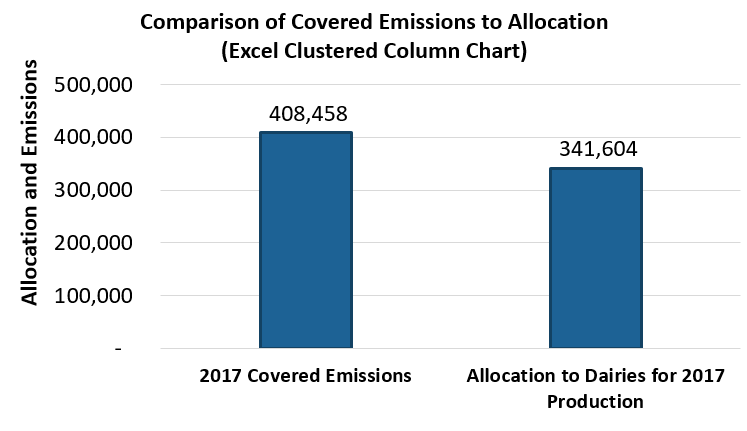 Comparison of Covered Emissions to Allocation
(Excel Clustered Column Chart)
Allocation and Emissions
500,000
400,000
300,000
200,000
100,000
-
408,458
341,604
2017 Covered Emissions
Allocation to Dairies for 2017
Production